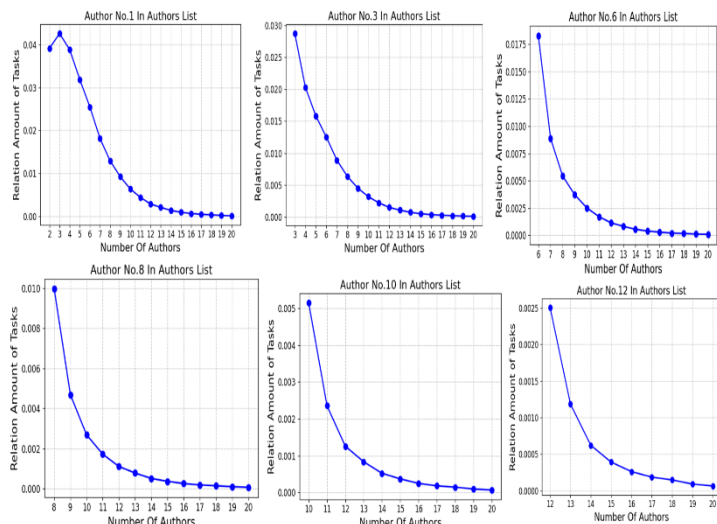 Author No.1 In Authors List
Relation Amount of Tasks
0.04
0.03
0.02
0.01
0.00
2 3 4 5 6 7 8 9 10 11 12 13 14 15 16 17 18 19 20
Number Of Authors
Author No.3 In Authors List
Relation Amount of Tasks
0.030
0.025
0.020
0.015
0.010
0.005
0.000
3 4 5 6 7 8 9 10 11 12 13 14 15 16 17 18 19 20
Number Of Authors
Author No.6 In Authors List
Relation Amount of Tasks
0.0175
0.0150
0.0125
0.0100
0.0075
0.0050
0.0025
0.0000
6 7 8 9 10 11 12 13 14 15 16 17 18 19 20
Number Of Authors
Author No.8 In Authors List
Relation Amount of Tasks
0.010
0.008
0.006
0.004
0.002
0.000
8 9 10 11 12 13 14 15 16 17 18 19 20
Number Of Authors
Author No.10 In Authors List
Relation Amount of Tasks
0.005
0.004
0.003
0.002
0.001
0.000
10 11 12 13 14 15 16 17 18 19 20
Number Of Authors
Author No.12 In Authors List
Relation Amount of Tasks
0.0025
0.0020
0.0015
0.0010
0.0005
0.0000
12 13 14 15 16 17 18 19 20
Number Of Authors